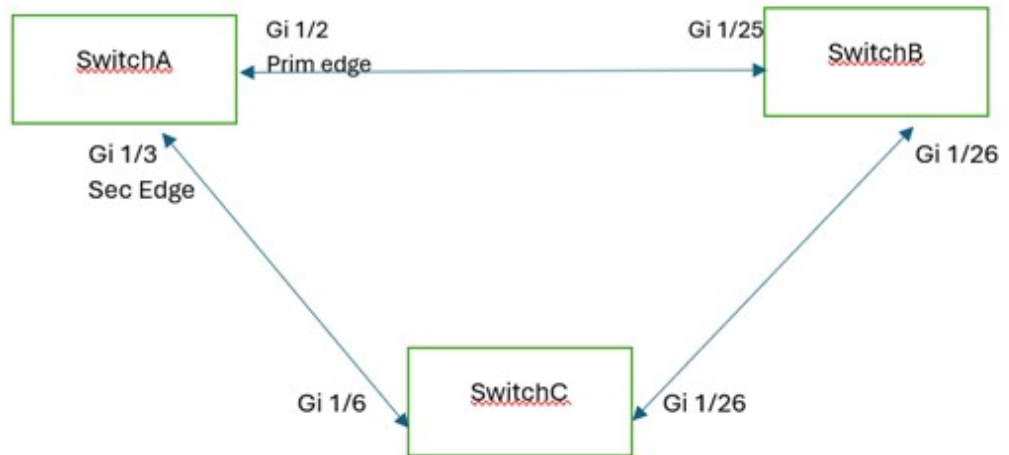 Gi 1/2
Gi 1/25
SwitchA
Prim edge
SwitchB
Gi 1/3
Sec Edge
Gi 1/26
Gi 1/6
SwitchC
Gi 1/26